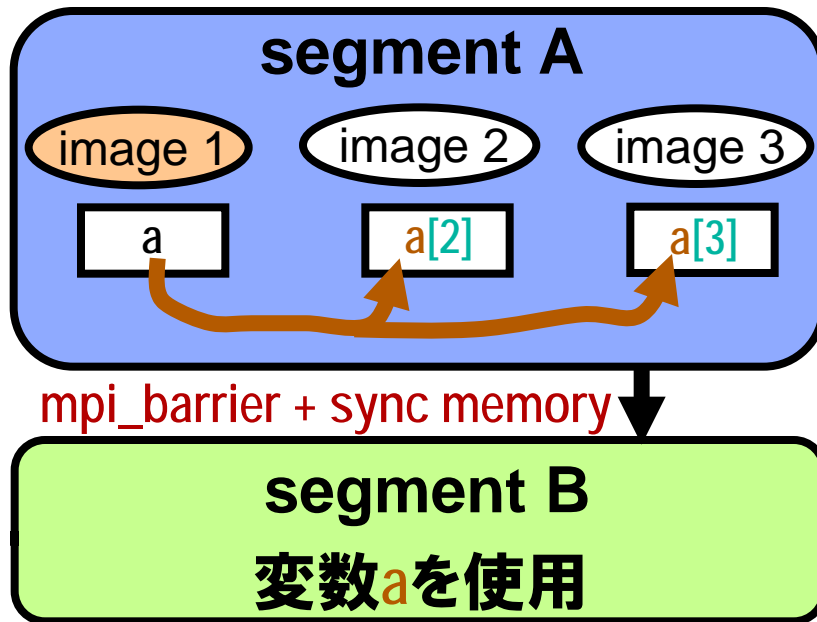 segment A
image 1 image 2 image 3
a a[2] a[3]
mpi_barrier + sync memory
segment B
変数aを使用